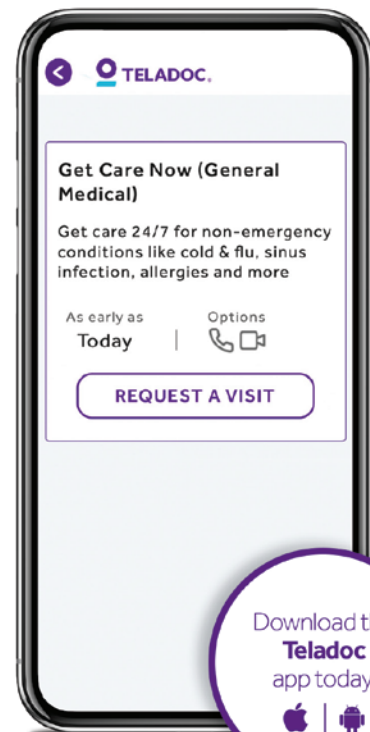 TELADOC.
Get Care Now (General
Medical)
Get care 24/7 for non-emergency
conditions like cold & flu, sinus
infection, allergies and more
As early as
Options
Today
REQUEST A VISIT
Download
Teladoc
app today